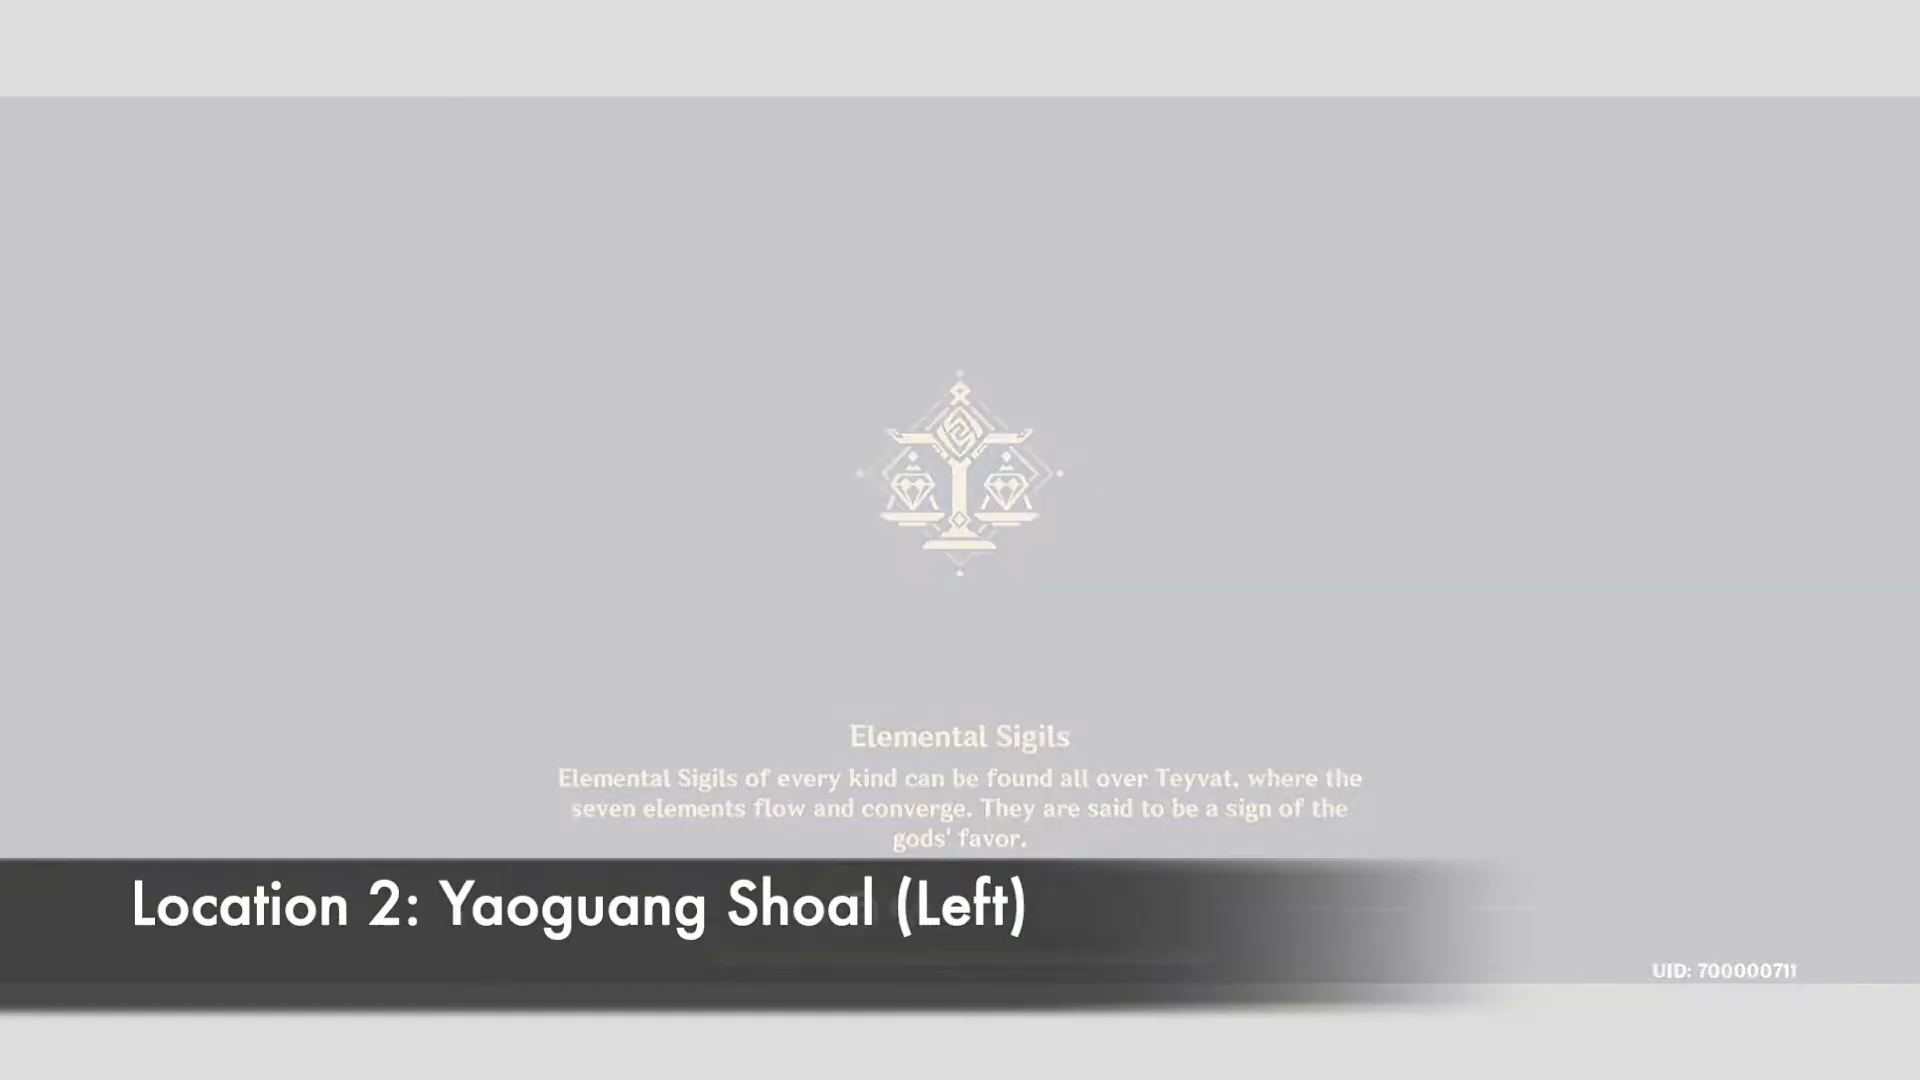 Elemental Sigils
Elemental Sigils of every kind can be found all over Teyvat, where the
seven elements flow and converge. They are said to be a sign of the
gods' favor.
Location 2: Yaoguang Shoal (Left)
UID: 700000711